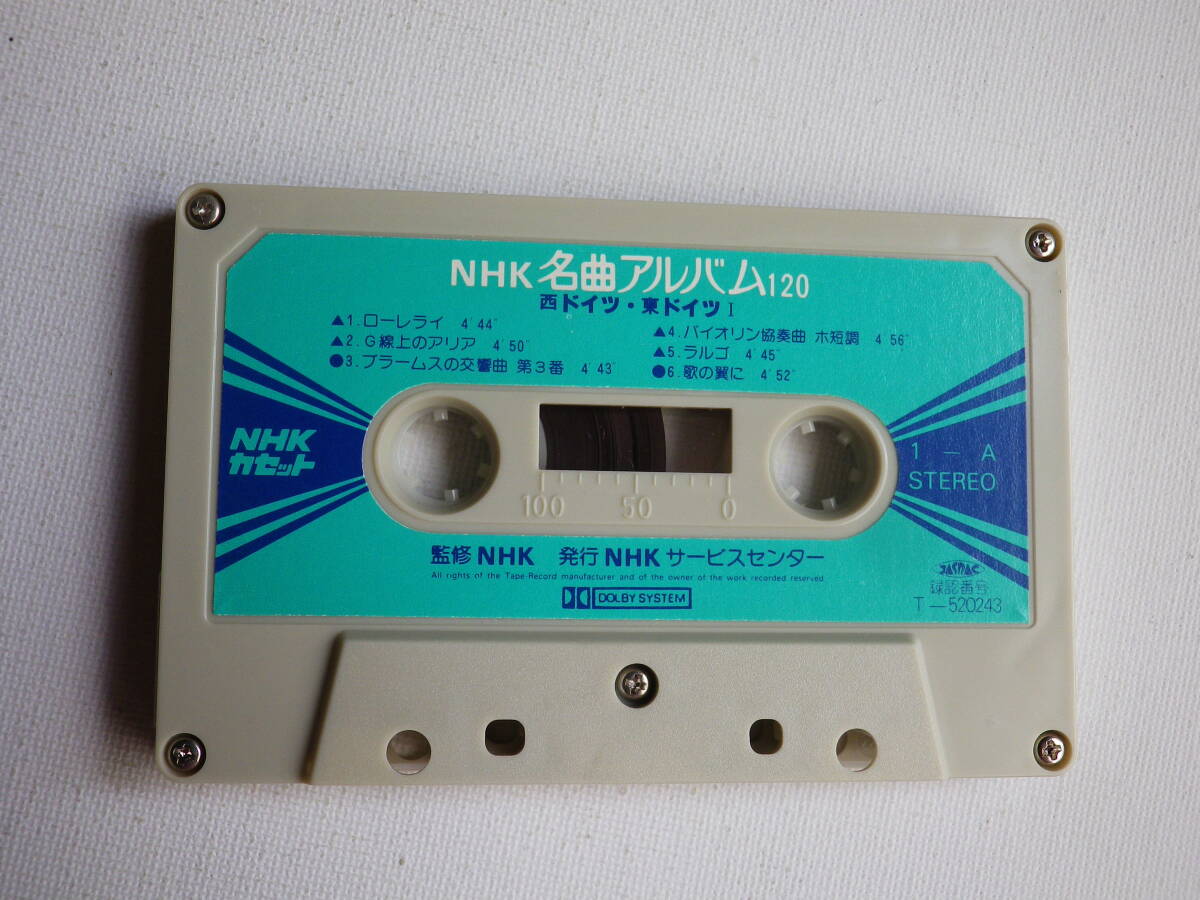 NHK 名曲アルバム120
西ドイツ・東ドイツ I
▲1. ローレライ 4'44"
▲2. G線上のアリア 4'50"
●3. ブラームスの交響曲 第3番 4'43"
▲4. バイオリン協奏曲 ホ短調 4'56"
▲5. ラルゴ 4'45"
●6. 歌の翼に 4'52"
NHK
カセット
1 - A
STEREO
100 50 0
監修 NHK 発行 NHK サービスセンター
All rights of the Tape-Record manufacturer and of the owner of the work recorded reserved
DOLBY SYSTEM
JASRAC
録認番号
T-520243